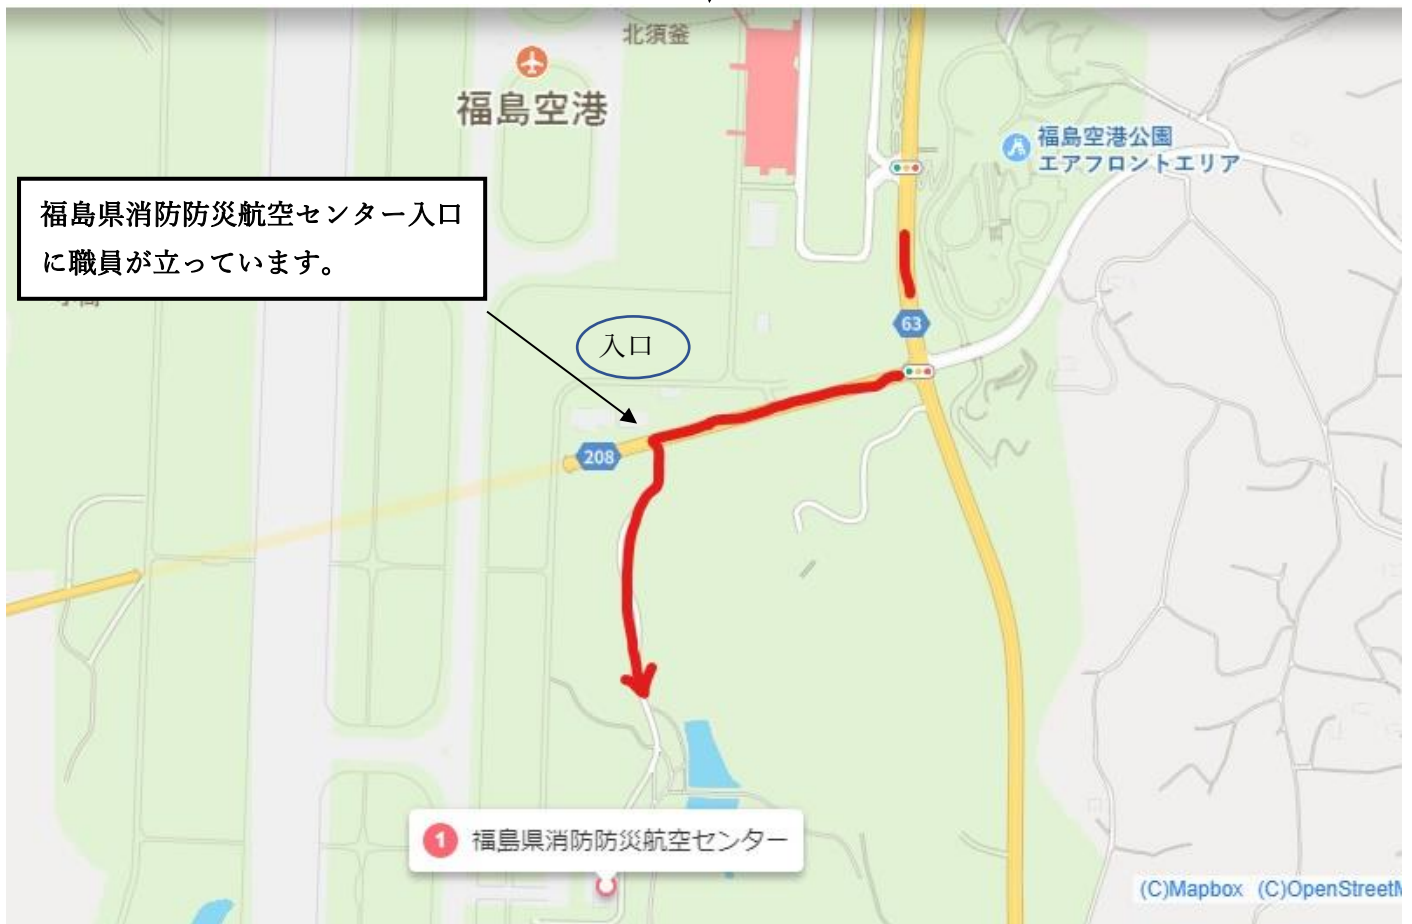 北須釜
福島空港
福島空港公園
エアフロントエリア
福島県消防防災航空センター入口
に職員が立っています。
63
入口
208
1 福島県消防防災航空センター
(C)Mapbox (C)OpenStreetM